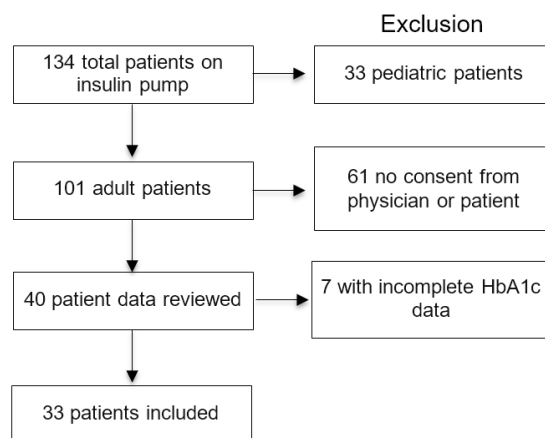 Exclusion
134 total patients on
insulin pump
33 pediatric patients
101 adult patients
61 no consent from
physician or patient
40 patient data reviewed
7 with incomplete HbA1c
data
33 patients included